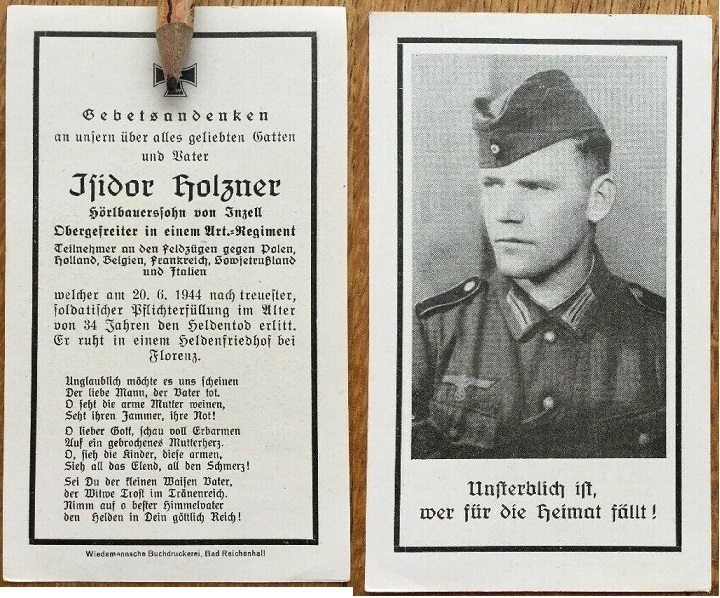 Gebetsandenken
an unsern über alles geliebten Gatten
und Vater
Isidor Holzner
Hörlbauerssohn von Inzell
Obergefreiter in einem Art.-Regiment
Teilnehmer an den Feldzügen gegen Polen,
Holland, Belgien, Frankreich, Sowjetrußland
und Italien
welcher am 20. 6. 1944 nach treuester,
soldatischer Pflichterfüllung im Alter
von 34 Jahren den Heldentod erlitt.
Er ruht in einem Heldenfriedhof bei
Florenz.
Unglaublich möchte es uns scheinen
Der liebe Mann, der Vater tot.
O seht die arme Mutter weinen,
Seht ihren Jammer, ihre Not!
O lieber Gott, schau voll Erbarmen
Auf ein gebrochenes Mutterherz.
O, sieh die Kinder, diese armen,
Sieh all das Elend, all den Schmerz!
Sei Du der kleinen Waisen Vater,
der Witwe Trost im Tränenreich.
Nimm auf o bester Himmelvater
den Helden in Dein göttlich Reich!
Wiedemannsche Buchdruckerei, Bad Reichenhall
Unsterblich ist,
wer für die Heimat fällt!